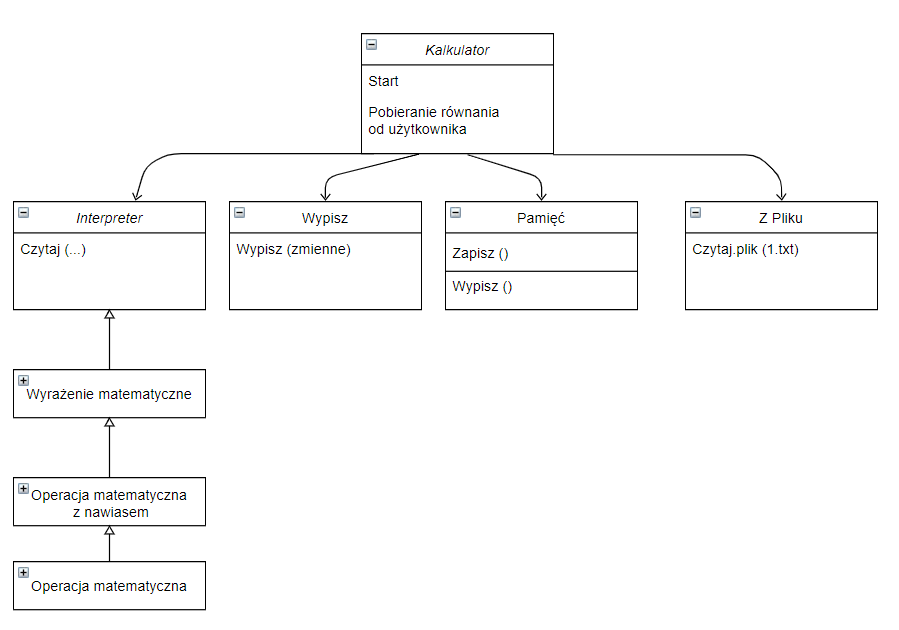 Kalkulator
Start
Pobieranie równania
od użytkownika
Interpreter
Czytaj (...)
Wypisz
Wypisz (zmienne)
Pamięć
Zapisz ()
Wypisz ()
Z Pliku
Czytaj.plik (1.txt)
Wyrażenie matematyczne
Operacja matematyczna
z nawiasem
Operacja matematyczna